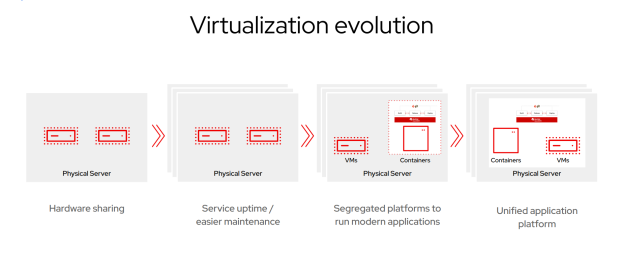 Virtualization evolution
Physical Server
Hardware sharing
Physical Server
Service uptime /
easier maintenance
VMs
Containers
Physical Server
Segregated platforms to
run modern applications
Containers
VMs
Physical Server
Unified application
platform